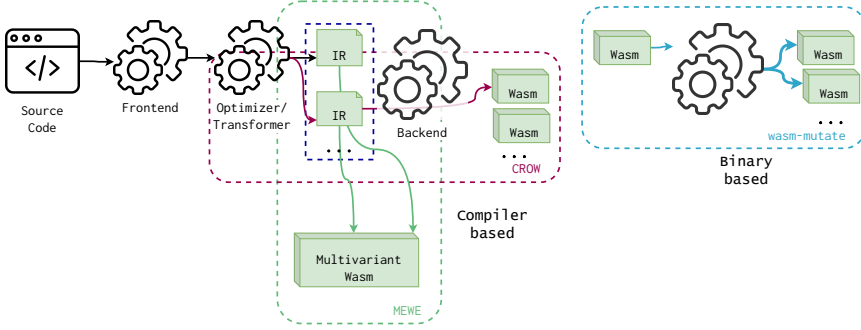 </>
Source
Code
Frontend
Optimizer/
Transformer
IR
IR
...
Backend
Wasm
Wasm
...
CROW
Multivariant
Wasm
MEWE
Compiler
based
Wasm
Wasm
Wasm
...
wasm-mutate
Binary
based